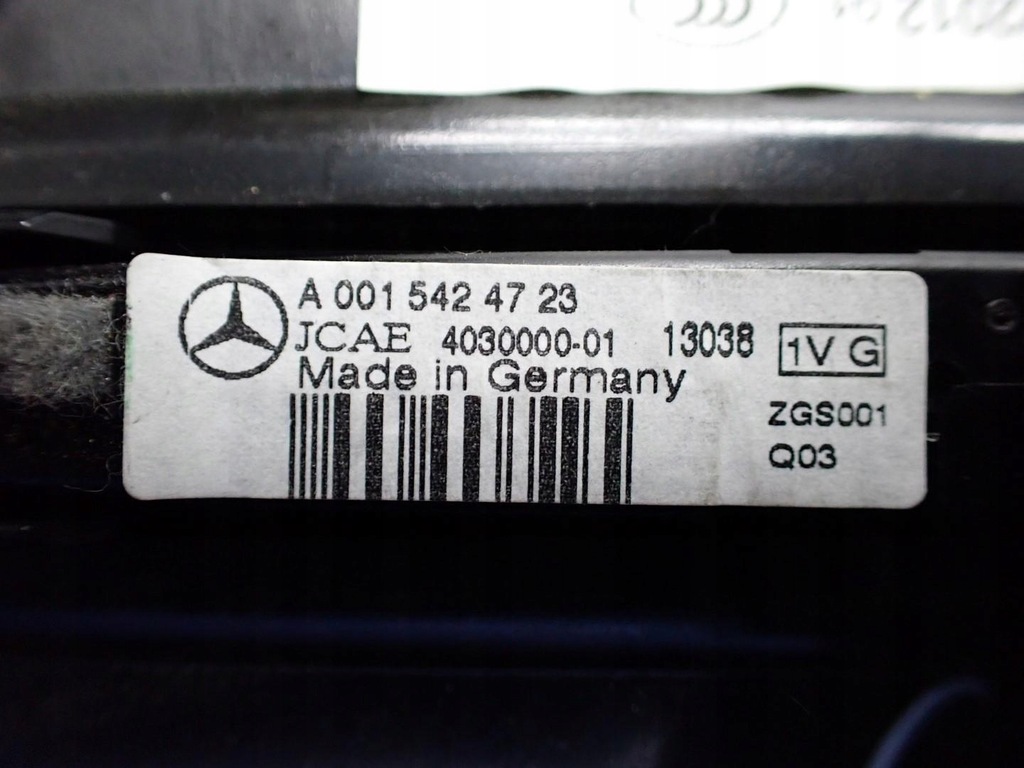 A 001 542 47 23
JCAE 4030000-01 13038 1V G
Made in Germany
ZGS001
Q03